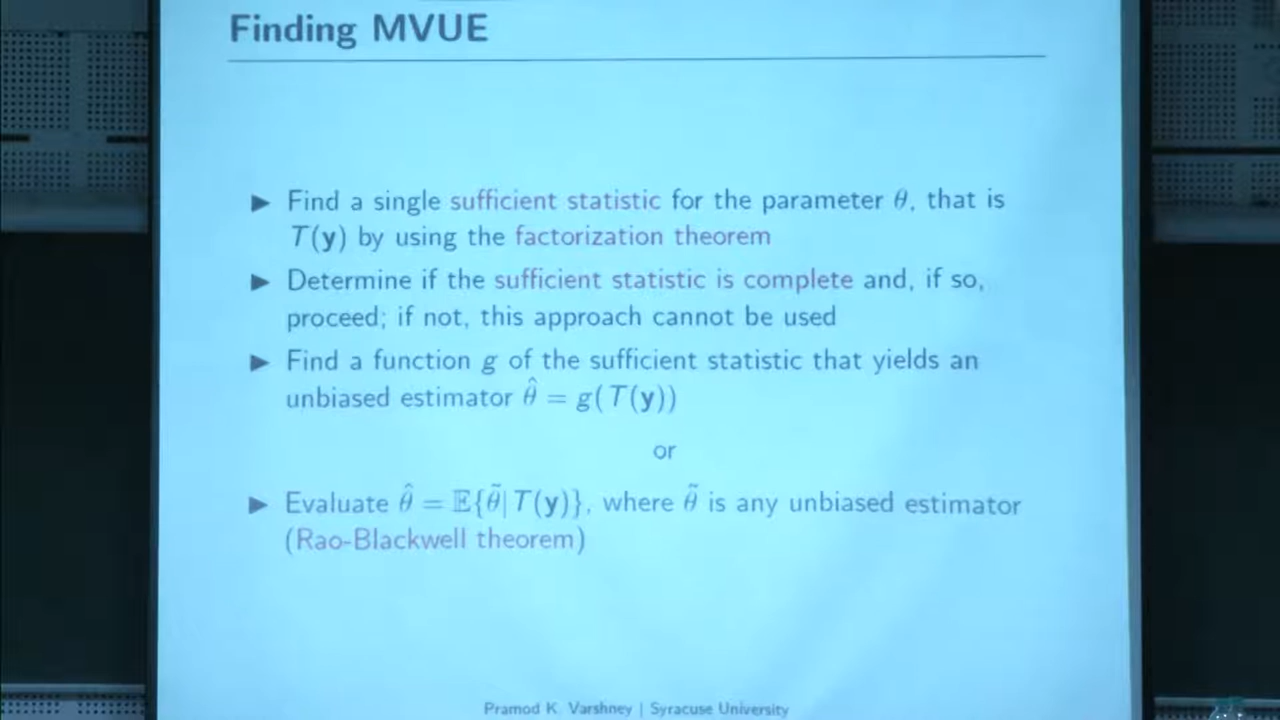 Finding MVUE
▶ Find a single sufficient statistic for the parameter θ, that is
T(y) by using the factorization theorem
▶ Determine if the sufficient statistic is complete and, if so,
proceed; if not, this approach cannot be used
▶ Find a function g of the sufficient statistic that yields an
unbiased estimator θ̂ = g(T(y))
or
▶ Evaluate θ̂ = 𝔼{θ̃|T(y)}, where θ̃ is any unbiased estimator
(Rao-Blackwell theorem)
Pramod K. Varshney | Syracuse University